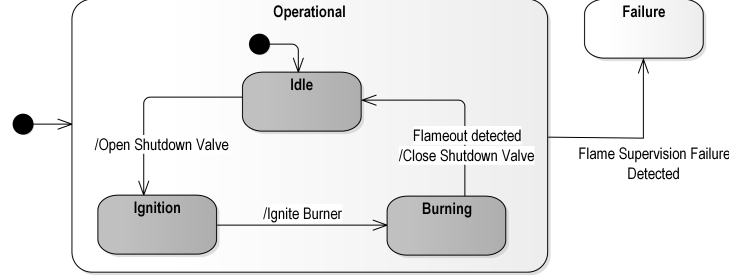 Operational
Failure
Idle
/Open Shutdown Valve
Flameout detected
/Close Shutdown Valve
Flame Supervision Failure
Detected
Ignition
/Ignite Burner
Burning